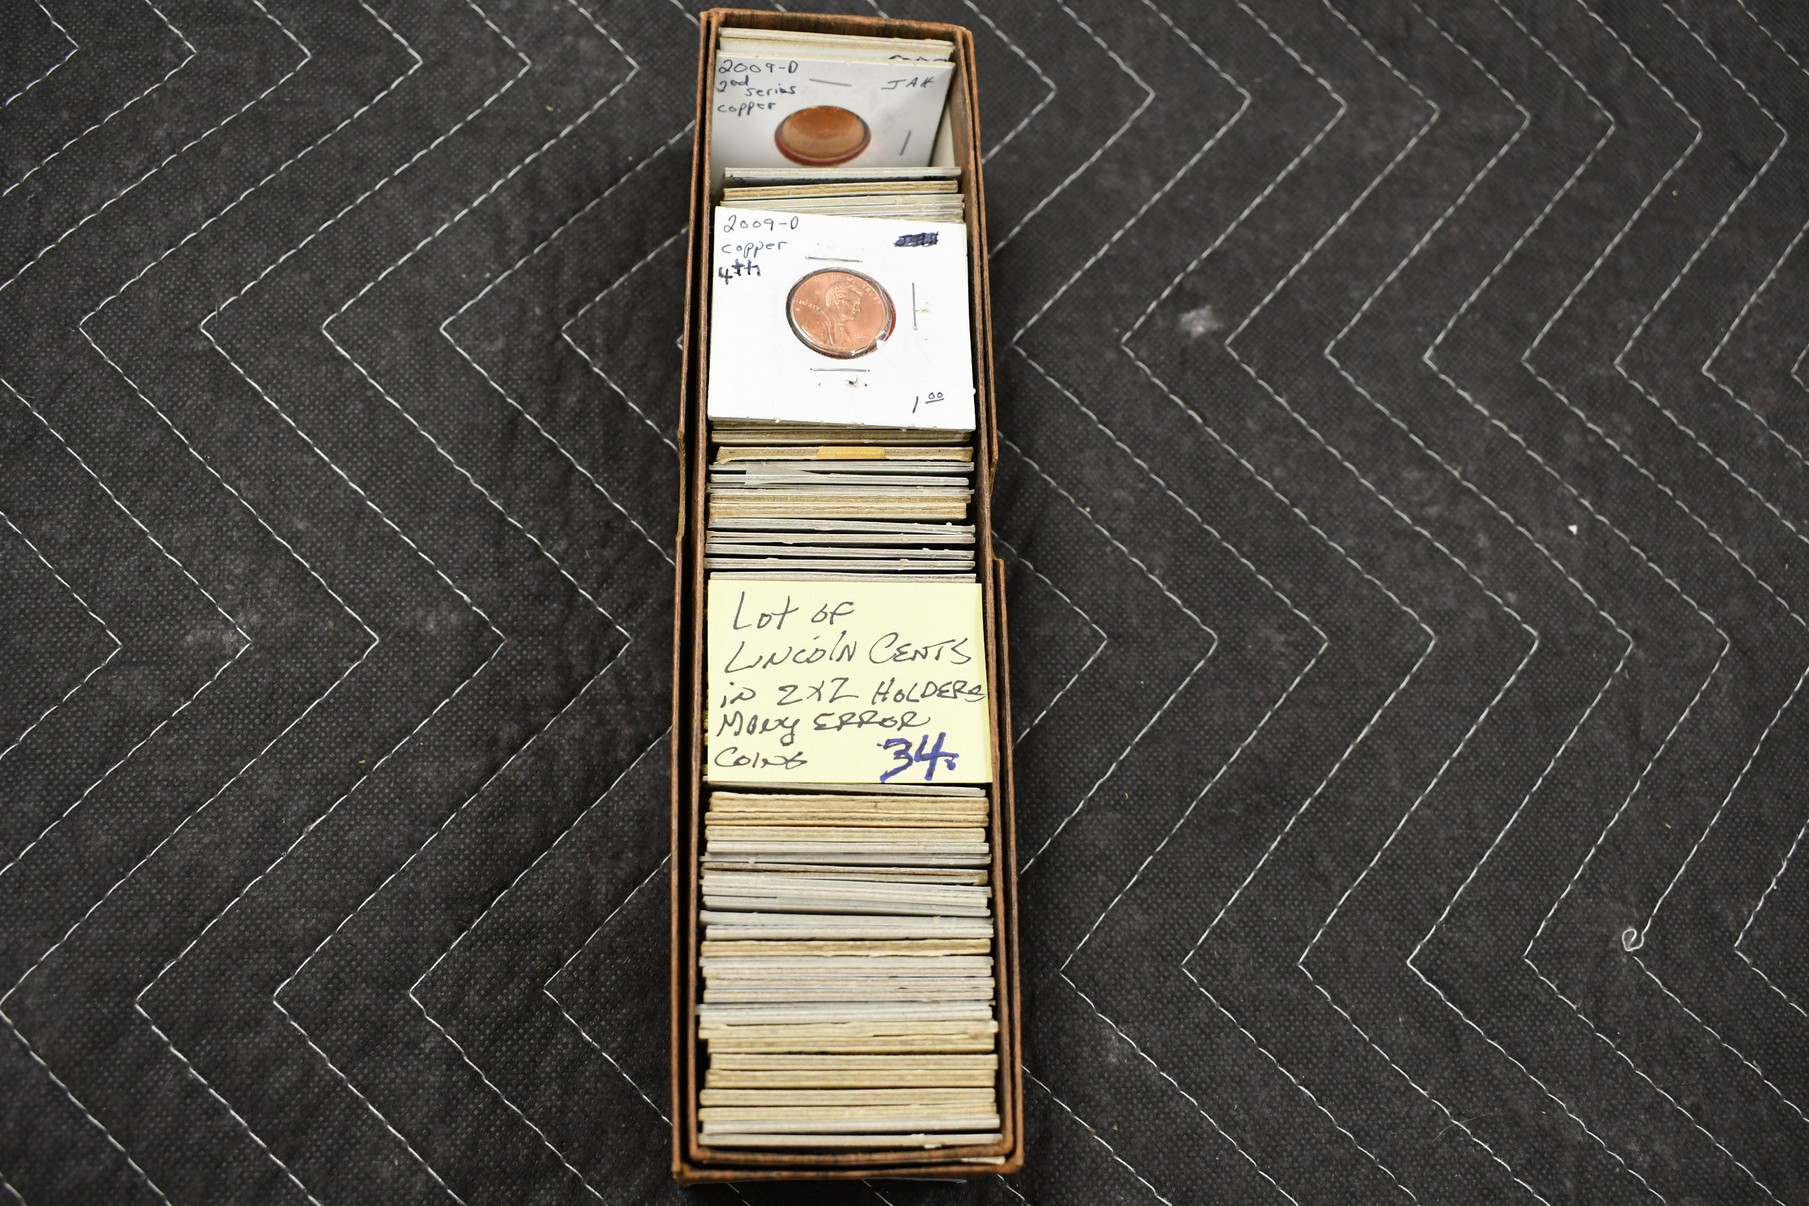 2009-D
2nd series
copper
JAH
2009-D
copper
4th
1.00
Lot of
Lincoln Cents
in 2x2 Holders
Many Error
Coins
34.